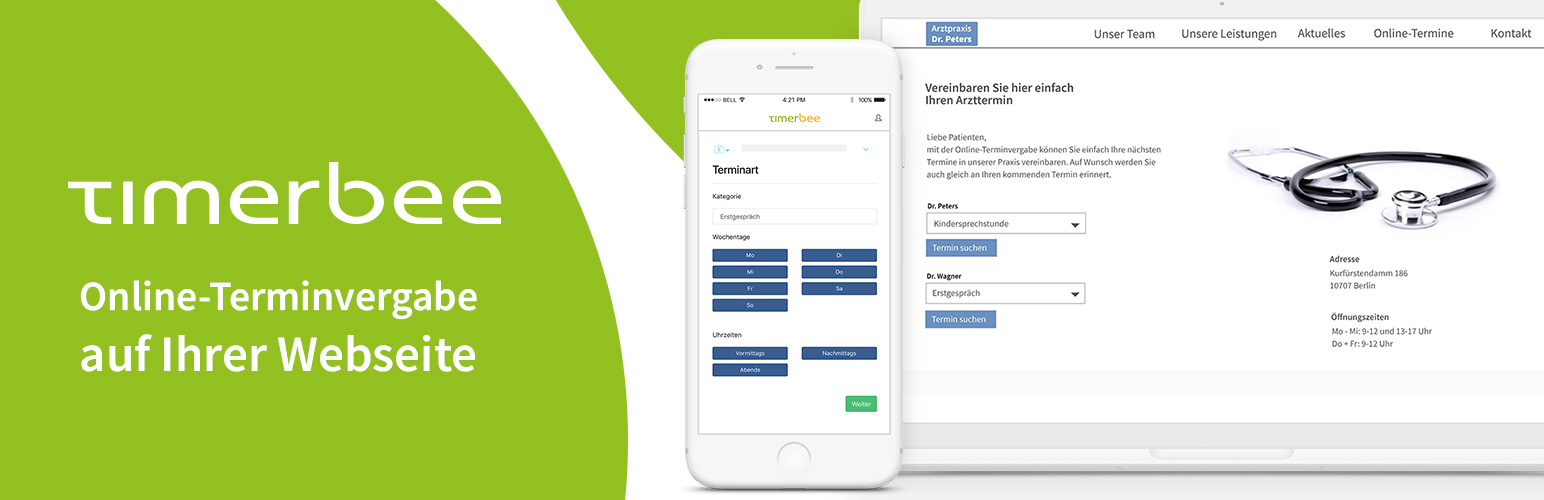 timerbee
Online-Terminvergabe
auf Ihrer Webseite
BELL
4:21 PM
100%
timerbee
Terminart
Kategorie
Erstgespräch
Wochentage
Mo
Di
Mi
Do
Fr
Sa
So
Uhrzeiten
Vormittags
Nachmittags
Abends
Weiter
Arztpraxis
Dr. Peters
Unser Team
Unsere Leistungen
Aktuelles
Online-Termine
Kontakt
Vereinbaren Sie hier einfach
Ihren Arzttermin
Liebe Patienten,
mit der Online-Terminvergabe können Sie einfach Ihre nächsten
Termine in unserer Praxis vereinbaren. Auf Wunsch werden Sie
auch gleich an Ihren kommenden Termin erinnert.
Dr. Peters
Kindersprechstunde
Termin suchen
Dr. Wagner
Erstgespräch
Termin suchen
Adresse
Kurfürstendamm 186
10707 Berlin
Öffnungszeiten
Mo - Mi: 9-12 und 13-17 Uhr
Do + Fr: 9-12 Uhr